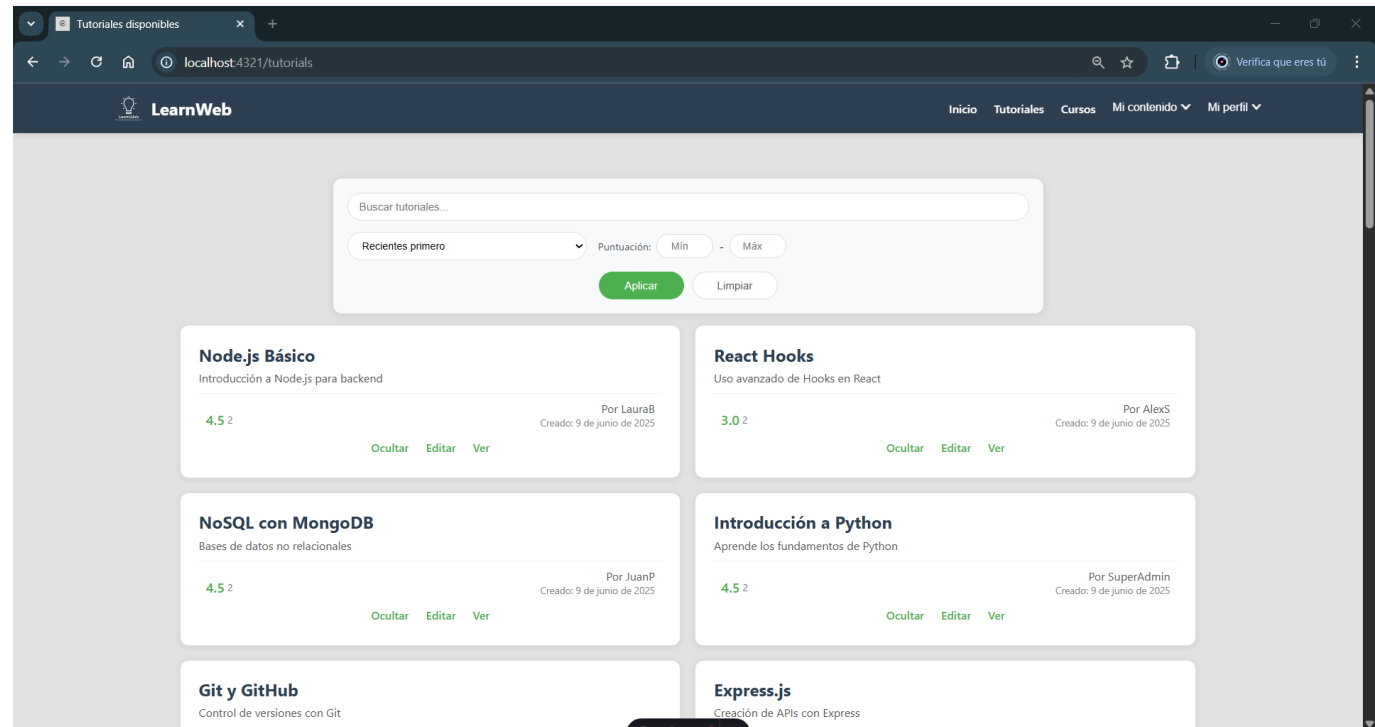 Tutoriales disponibles
localhost:4321/tutorials
Verifica que eres tú
LearnWeb
Inicio Tutoriales Cursos Mi contenido Mi perfil
Buscar tutoriales...
Recientes primero Puntuación: Mín - Máx
Aplicar Limpiar
Node.js Básico
Introducción a Node.js para backend
4.5 2
Por LauraB
Creado: 9 de junio de 2025
Ocultar Editar Ver
React Hooks
Uso avanzado de Hooks en React
3.0 2
Por AlexS
Creado: 9 de junio de 2025
Ocultar Editar Ver
NoSQL con MongoDB
Bases de datos no relacionales
4.5 2
Por JuanP
Creado: 9 de junio de 2025
Ocultar Editar Ver
Introducción a Python
Aprende los fundamentos de Python
4.5 2
Por SuperAdmin
Creado: 9 de junio de 2025
Ocultar Editar Ver
Git y GitHub
Control de versiones con Git
Express.js
Creación de APIs con Express